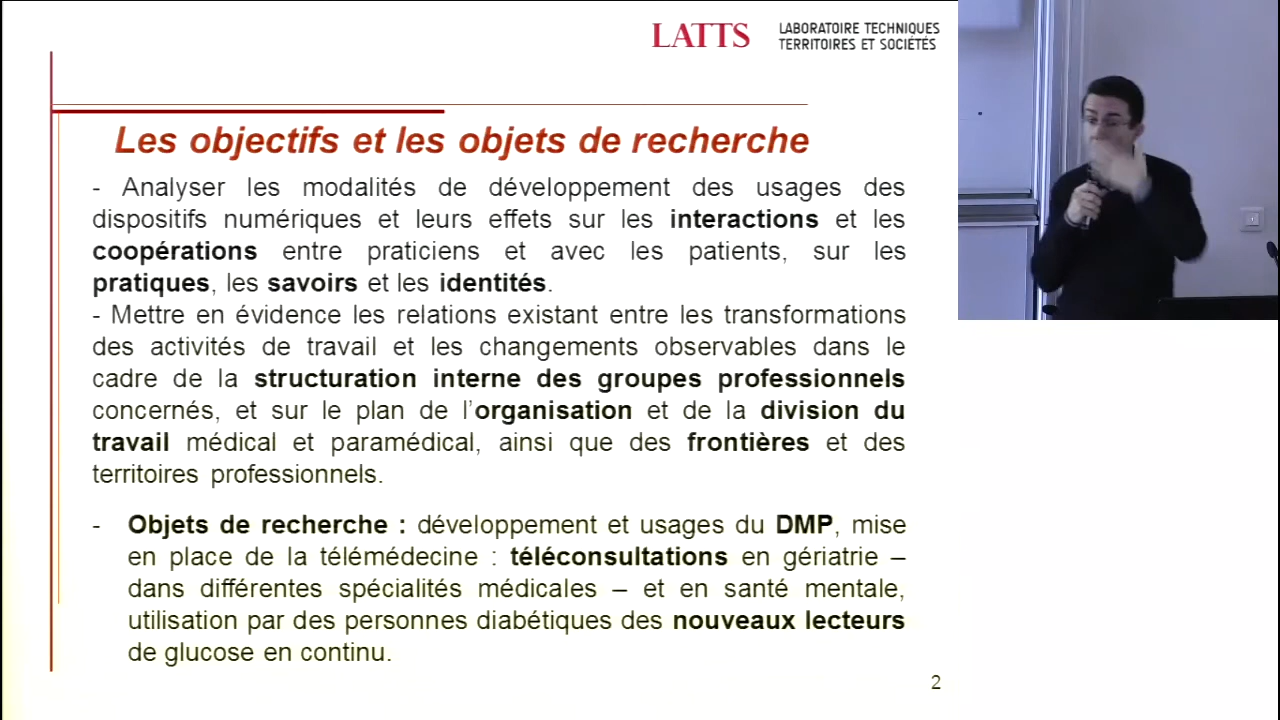 LATTS
LABORATOIRE TECHNIQUES
TERRITOIRES ET SOCIÉTÉS
Les objectifs et les objets de recherche
- Analyser les modalités de développement des usages des
dispositifs numériques et leurs effets sur les interactions et les
coopérations entre praticiens et avec les patients, sur les
pratiques, les savoirs et les identités.
- Mettre en évidence les relations existant entre les transformations
des activités de travail et les changements observables dans le
cadre de la structuration interne des groupes professionnels
concernés, et sur le plan de l’organisation et de la division du
travail médical et paramédical, ainsi que des frontières et des
territoires professionnels.
- Objets de recherche : développement et usages du DMP, mise
en place de la télémédecine : téléconsultations en gériatrie –
dans différentes spécialités médicales – et en santé mentale,
utilisation par des personnes diabétiques des nouveaux lecteurs
de glucose en continu.
2